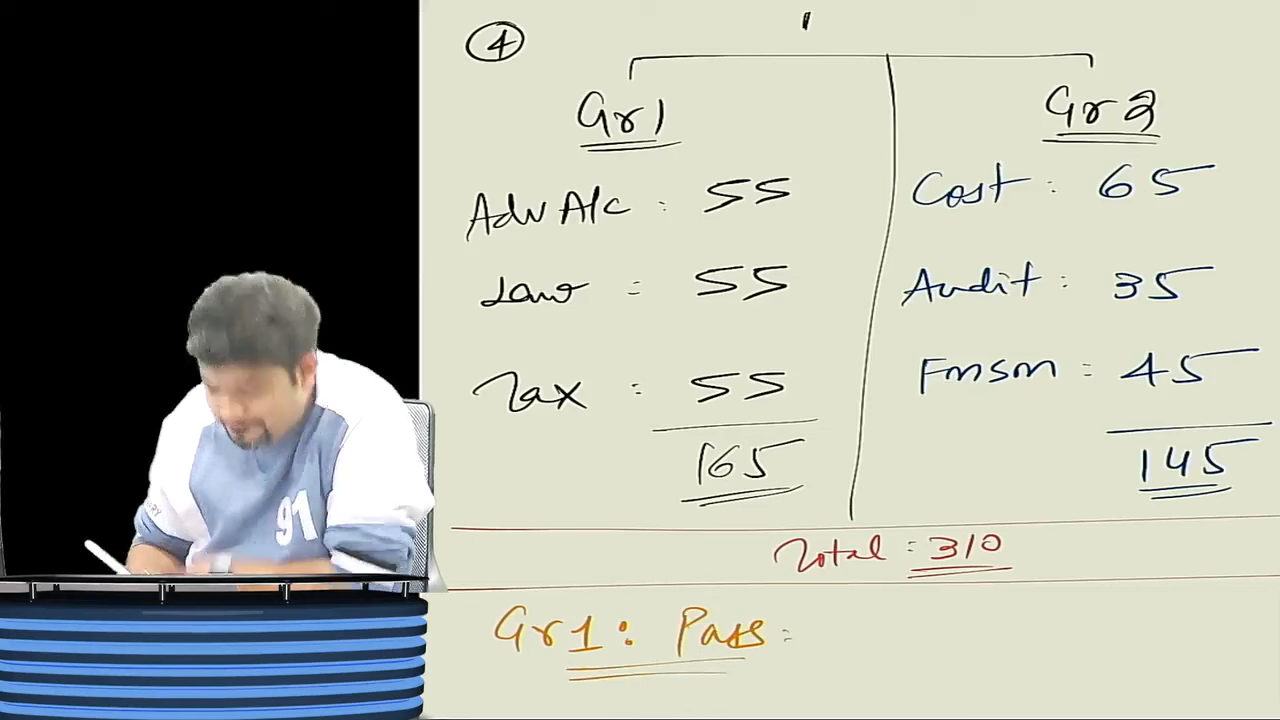 4
Gr1
Gr2
Adv A/c : 55
Cost : 65
Law = 55
Audit : 35
Tax : 55
Fmsm : 45
165
145
Total : 310
Gr1 : Pass :
91